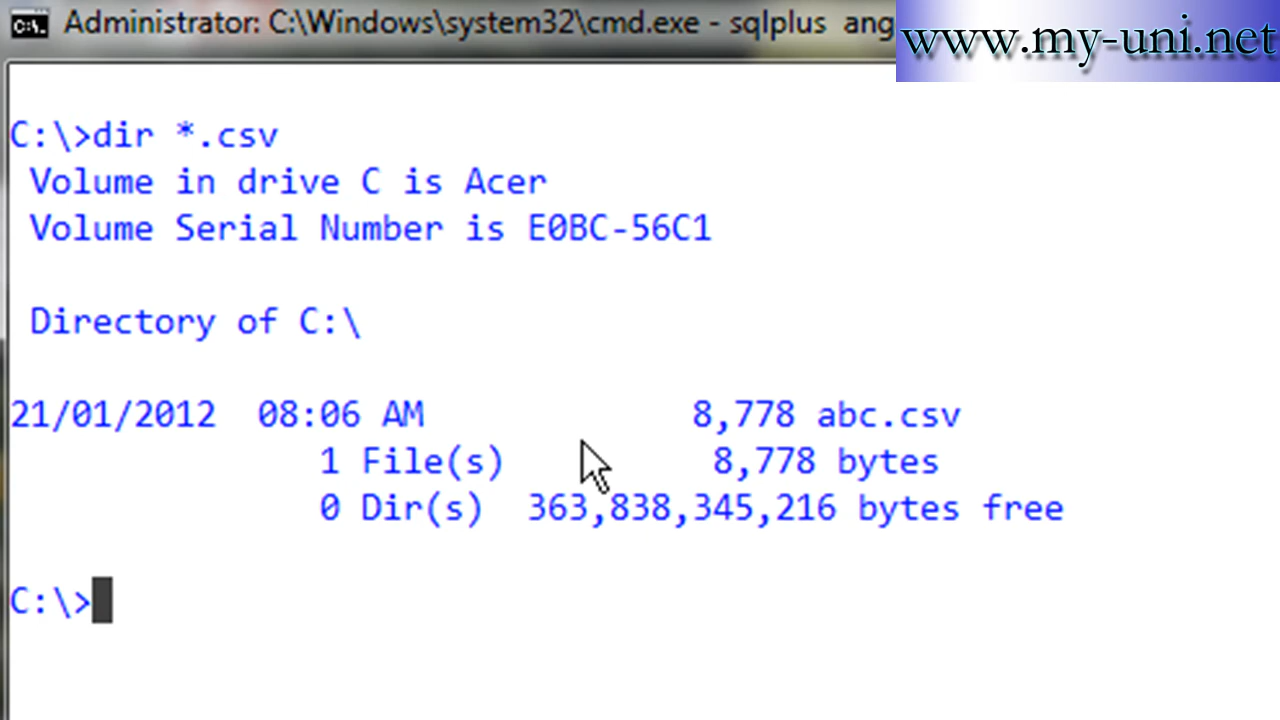 Administrator: C:\Windows\system32\cmd.exe - sqlplus ang
www.my-uni.net
C:\>dir *.csv
Volume in drive C is Acer
Volume Serial Number is E0BC-56C1
Directory of C:\
21/01/2012 08:06 AM 8,778 abc.csv
1 File(s) 8,778 bytes
0 Dir(s) 363,838,345,216 bytes free
C:\>